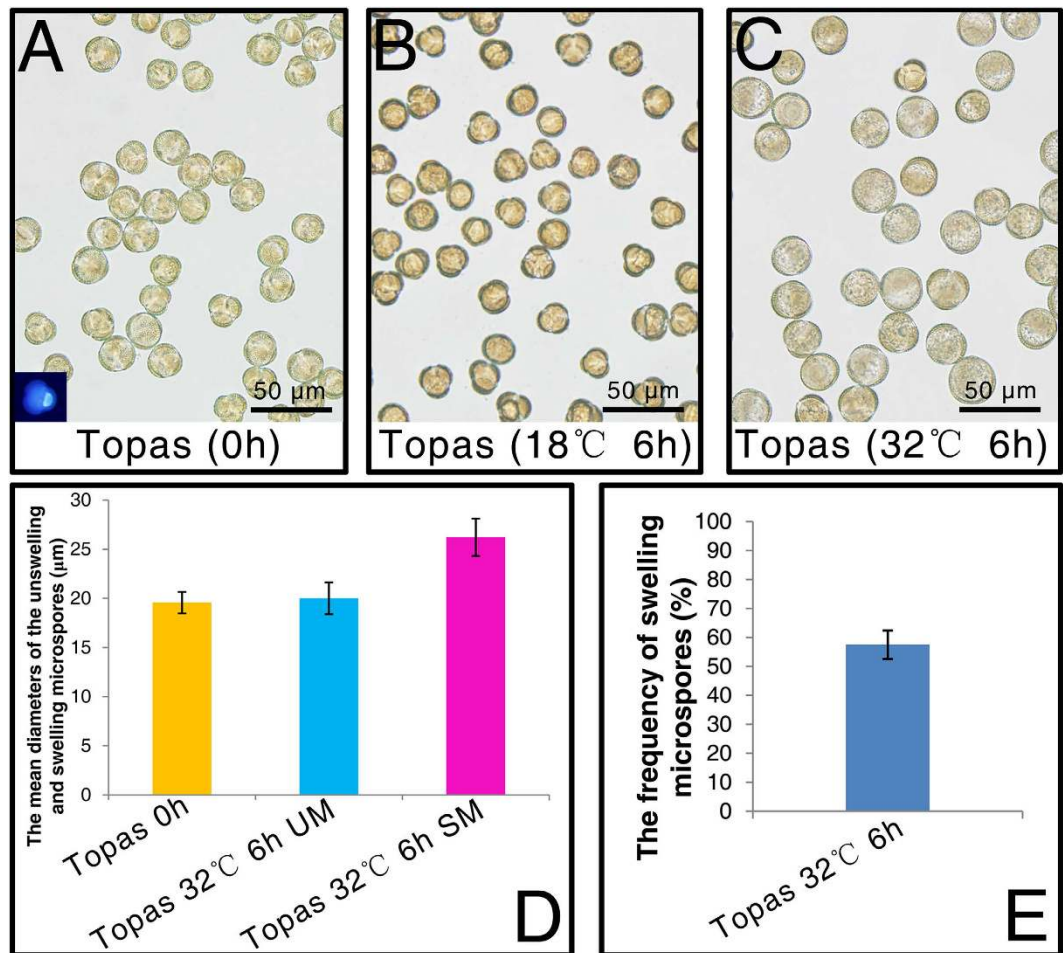 A
B
C
50 μm
50 μm
50 μm
Topas (0h)
Topas (18℃ 6h)
Topas (32℃ 6h)
The mean diameters of the unswelling
and swelling microspores (μm)
30
25
20
15
10
5
0
Topas 0h
Topas 32℃ 6h UM
Topas 32℃ 6h SM
D
The frequency of swelling
microspores (%)
100
90
80
70
60
50
40
30
20
10
0
Topas 32℃ 6h
E